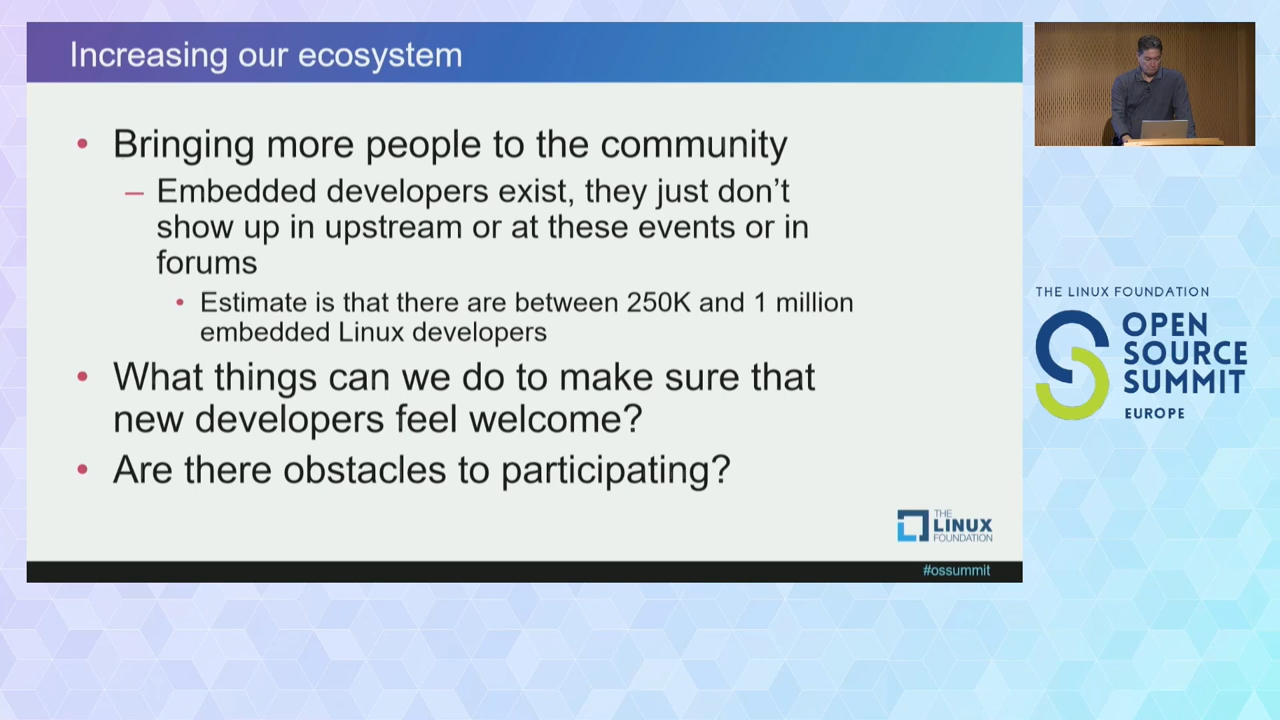 Increasing our ecosystem
• Bringing more people to the community
– Embedded developers exist, they just don’t
show up in upstream or at these events or in
forums
• Estimate is that there are between 250K and 1 million
embedded Linux developers
• What things can we do to make sure that
new developers feel welcome?
• Are there obstacles to participating?
THE
LINUX
FOUNDATION
#ossummit
THE LINUX FOUNDATION
OPEN
SOURCE
SUMMIT
EUROPE